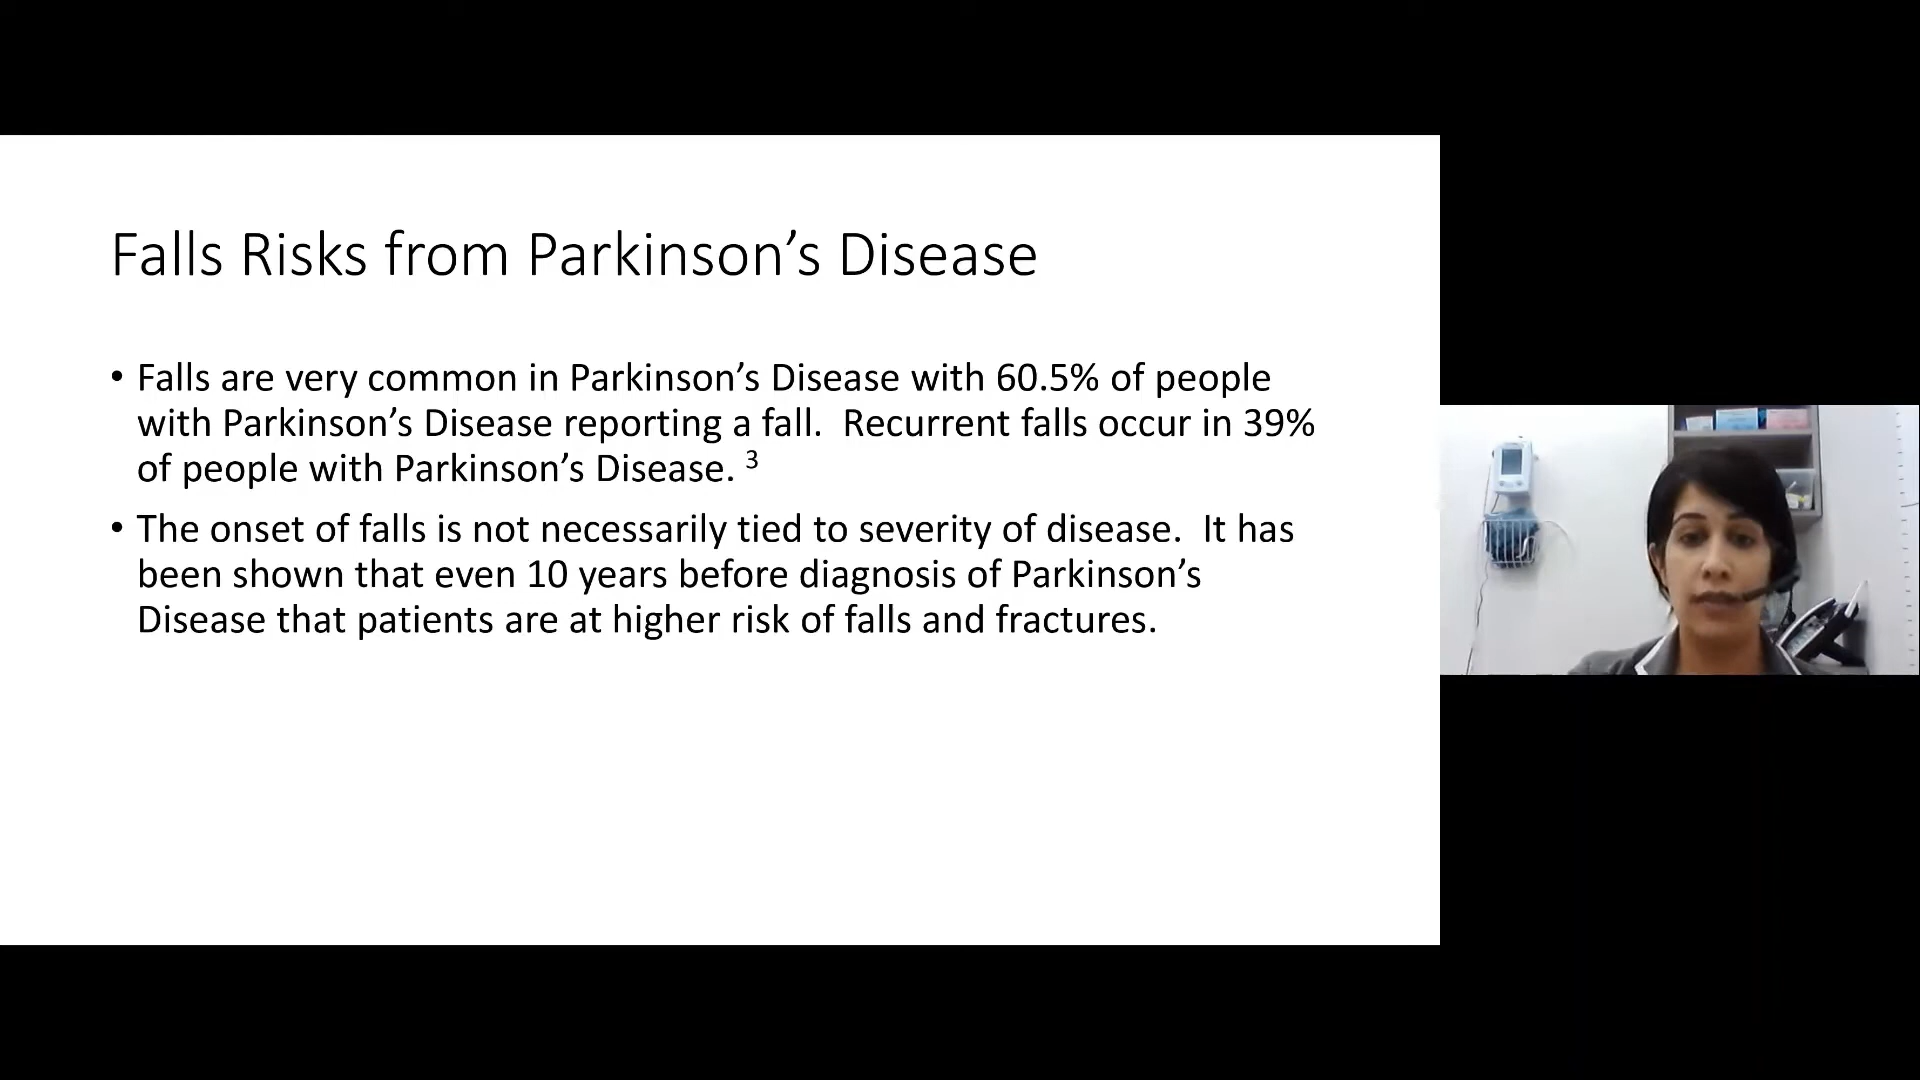 Falls Risks from Parkinson’s Disease
• Falls are very common in Parkinson’s Disease with 60.5% of people
with Parkinson’s Disease reporting a fall.  Recurrent falls occur in 39%
of people with Parkinson’s Disease. ³
• The onset of falls is not necessarily tied to severity of disease.  It has
been shown that even 10 years before diagnosis of Parkinson’s
Disease that patients are at higher risk of falls and fractures.